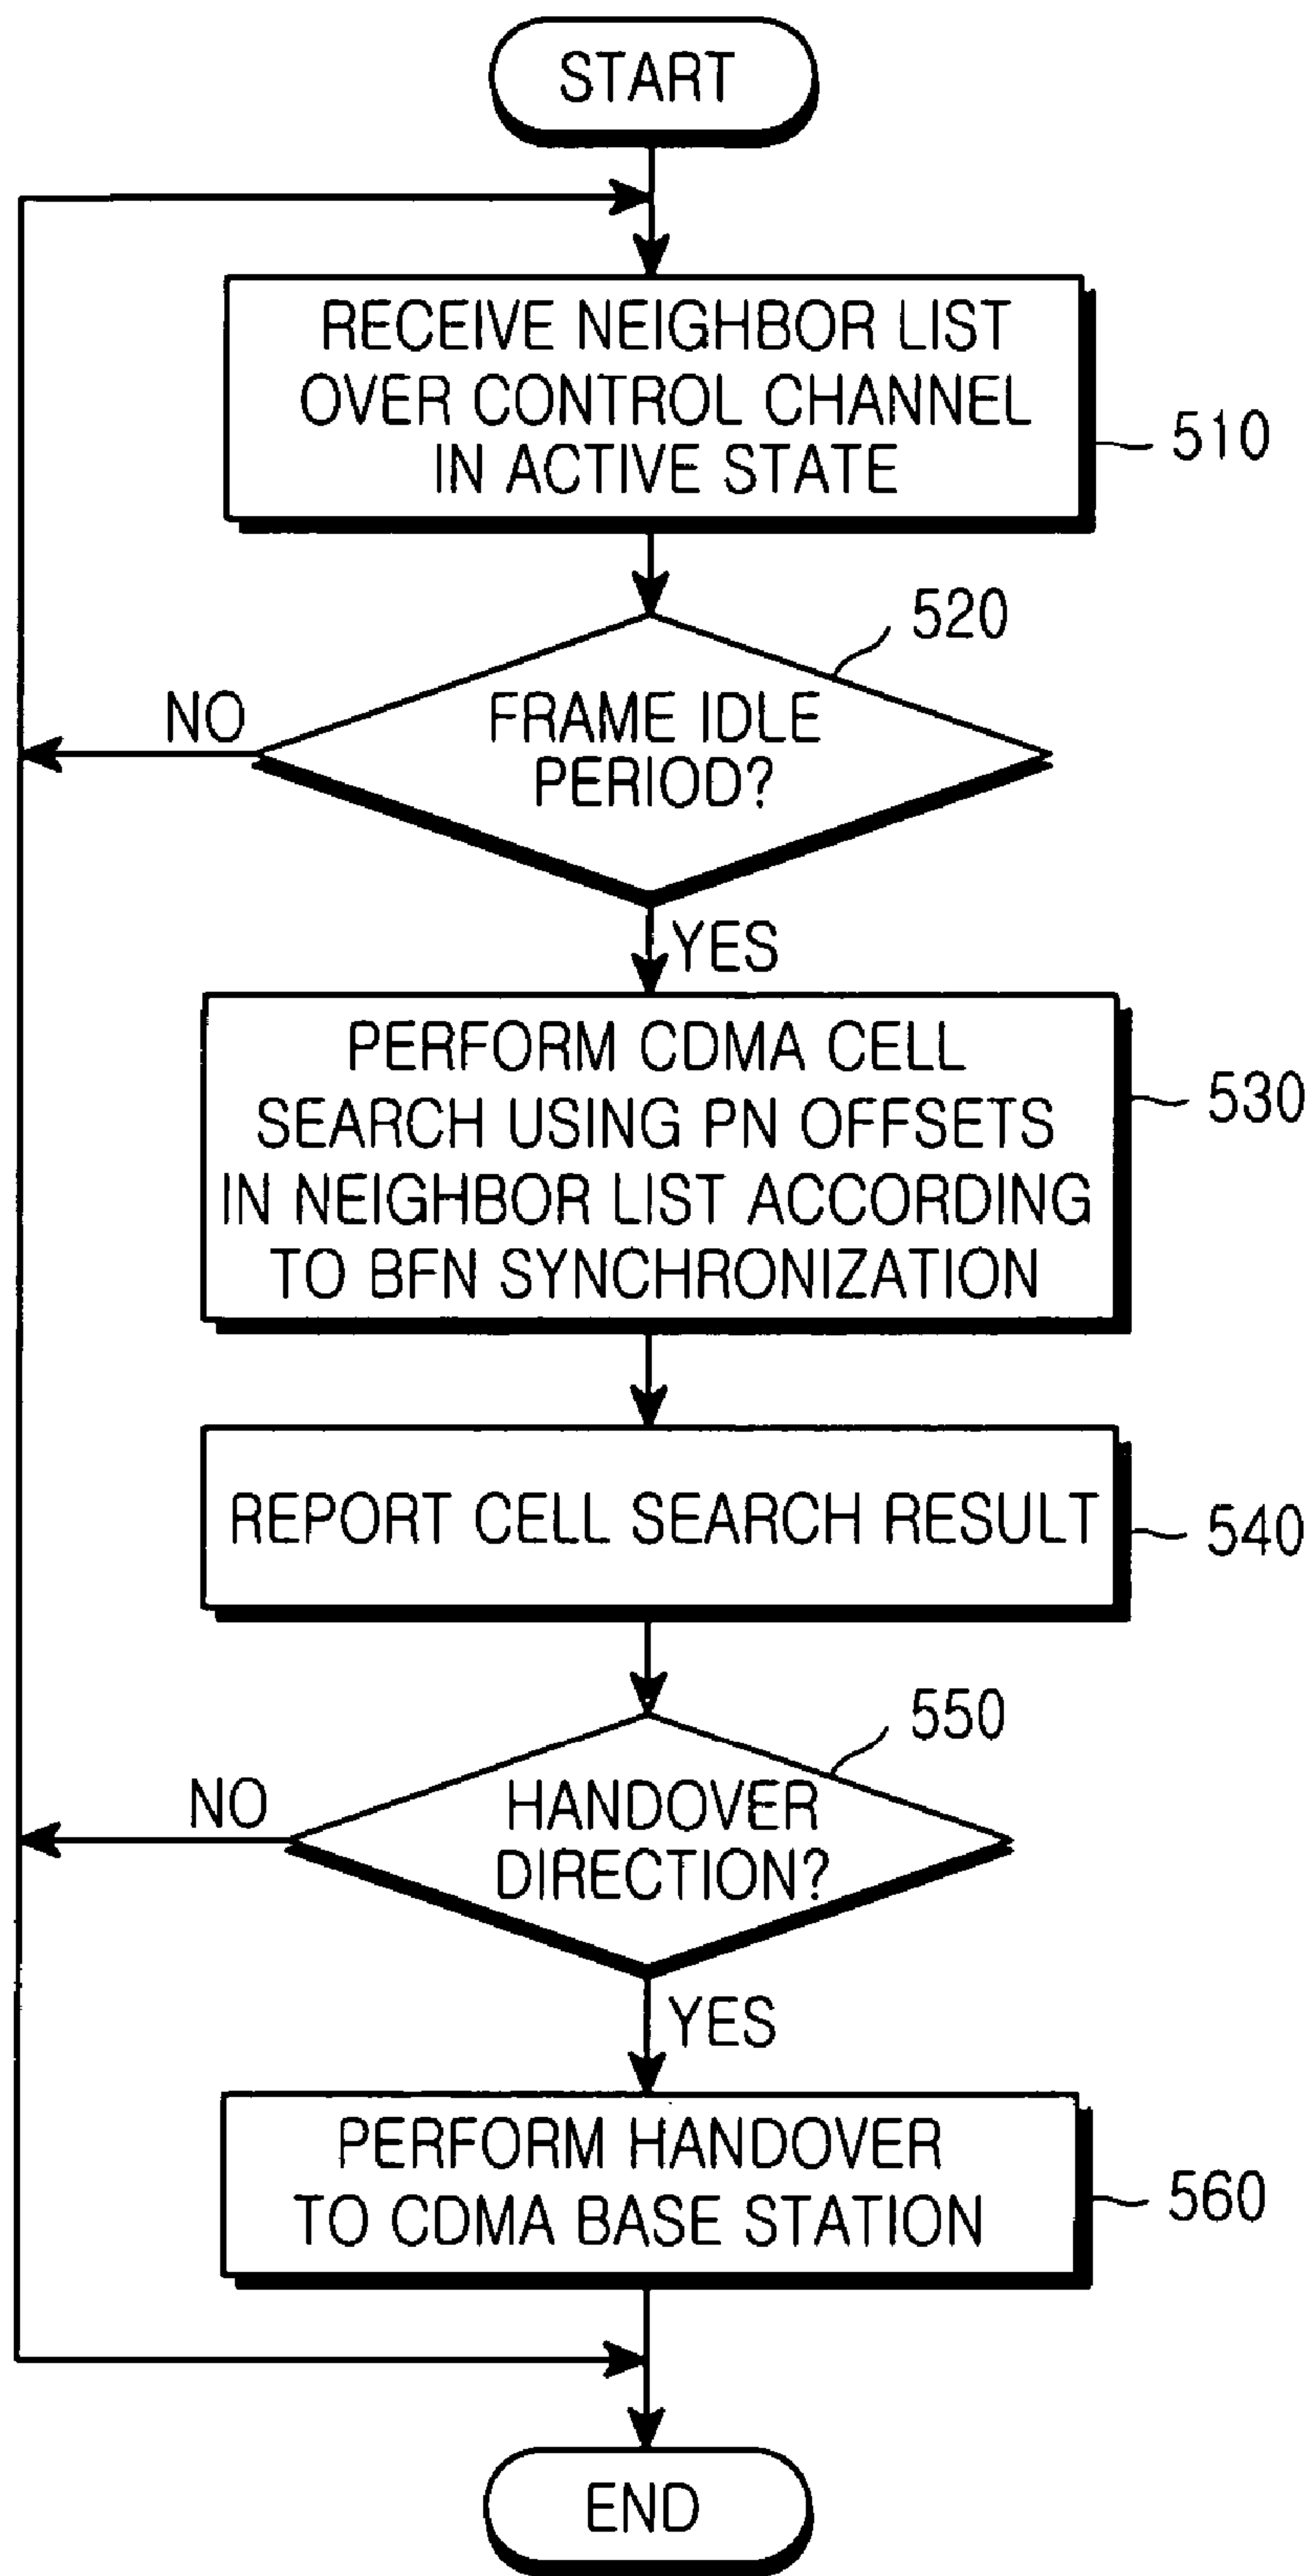 START
RECEIVE NEIGHBOR LIST
OVER CONTROL CHANNEL
IN ACTIVE STATE
510
520
FRAME IDLE
PERIOD?
NO
YES
PERFORM CDMA CELL
SEARCH USING PN OFFSETS
IN NEIGHBOR LIST ACCORDING
TO BFN SYNCHRONIZATION
530
REPORT CELL SEARCH RESULT
540
550
HANDOVER
DIRECTION?
NO
YES
PERFORM HANDOVER
TO CDMA BASE STATION
560
END